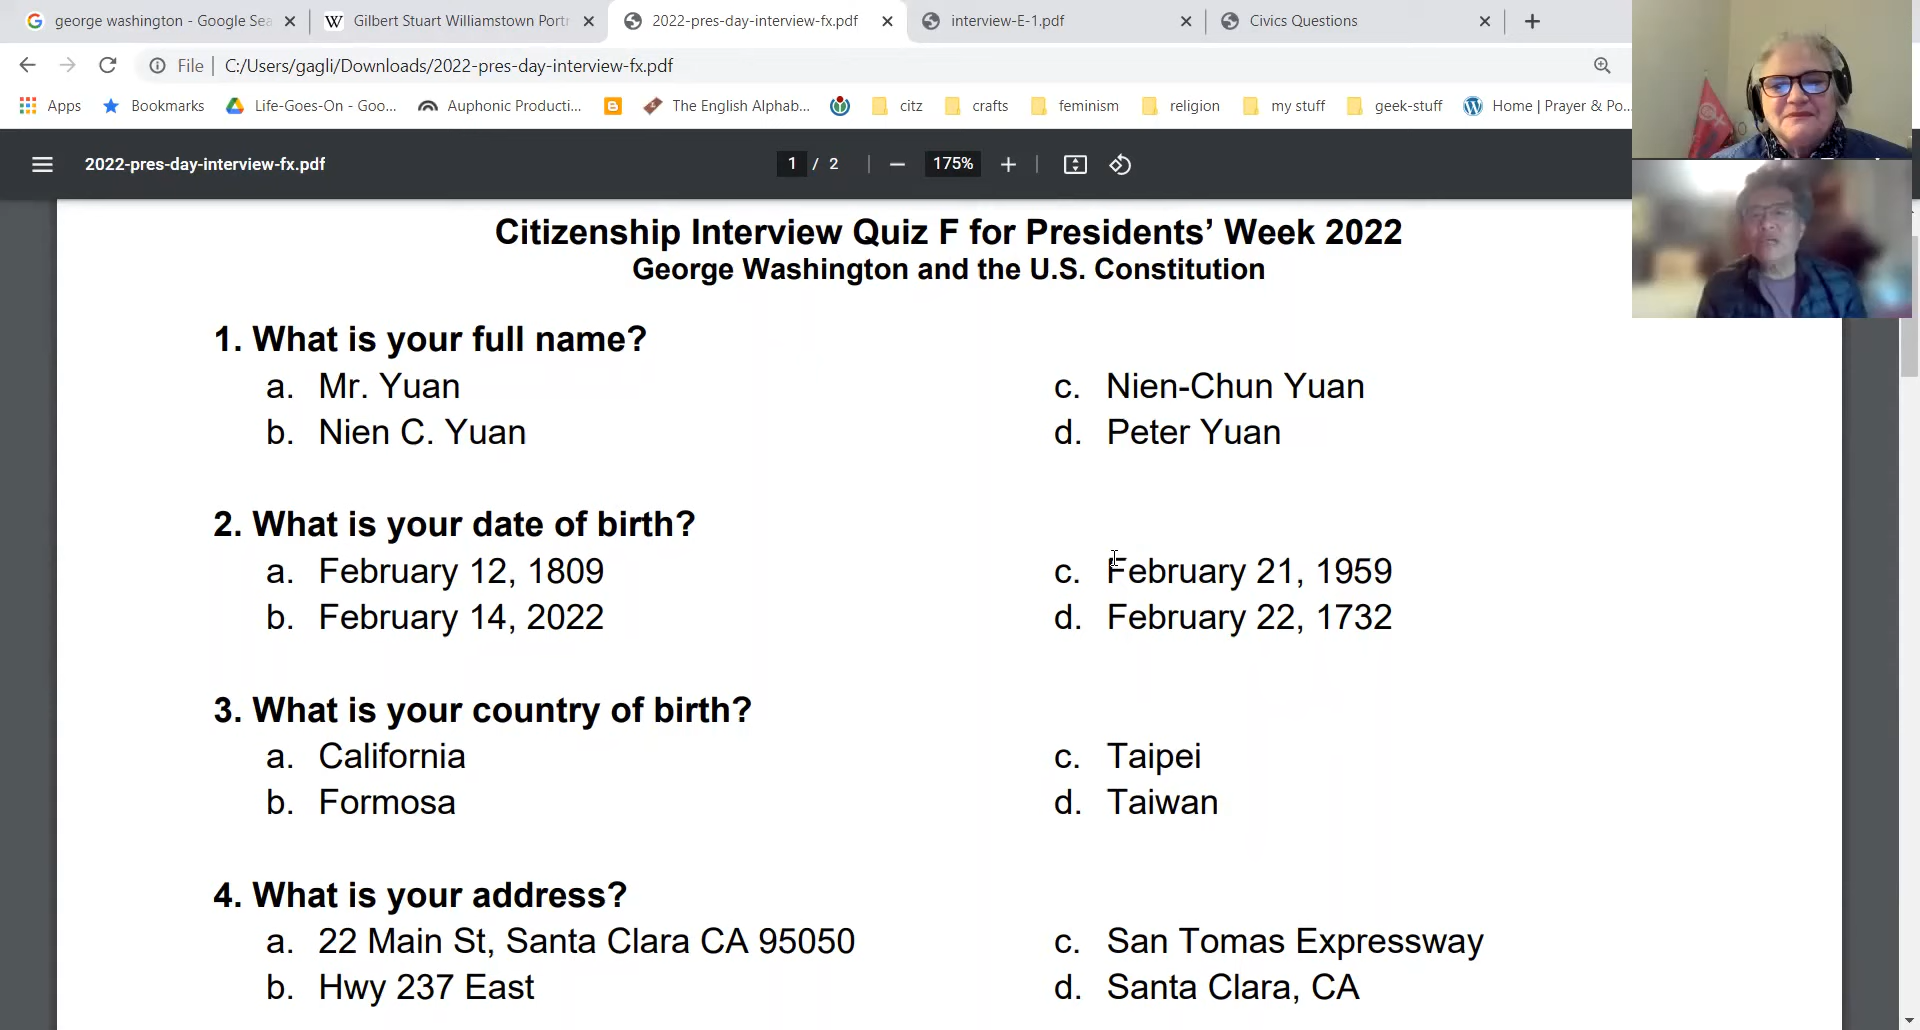 george washington - Google Sea
Gilbert Stuart Williamstown Portr
2022-pres-day-interview-fx.pdf
interview-E-1.pdf
Civics Questions
File | C:/Users/gagli/Downloads/2022-pres-day-interview-fx.pdf
Apps
Bookmarks
Life-Goes-On - Goo...
Auphonic Producti...
The English Alphab...
citz
crafts
feminism
religion
my stuff
geek-stuff
Home | Prayer & Po...
2022-pres-day-interview-fx.pdf
1 / 2
175%
Citizenship Interview Quiz F for Presidents’ Week 2022
George Washington and the U.S. Constitution
1. What is your full name?
a. Mr. Yuan
b. Nien C. Yuan
c. Nien-Chun Yuan
d. Peter Yuan
2. What is your date of birth?
a. February 12, 1809
b. February 14, 2022
c. February 21, 1959
d. February 22, 1732
3. What is your country of birth?
a. California
b. Formosa
c. Taipei
d. Taiwan
4. What is your address?
a. 22 Main St, Santa Clara CA 95050
b. Hwy 237 East
c. San Tomas Expressway
d. Santa Clara, CA